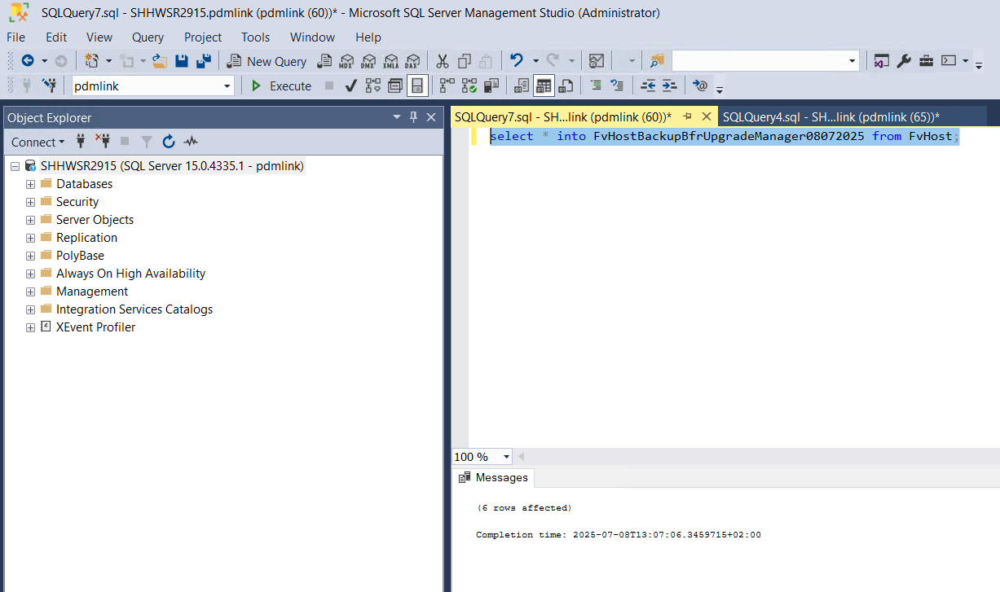 SQLQuery7.sql - SHHWSR2915.pdmlink (pdmlink (60))* - Microsoft SQL Server Management Studio (Administrator)
File Edit View Query Project Tools Window Help
New Query MDX DMX XMLA DAX
pdmlink Execute
Object Explorer
Connect
SHHWSR2915 (SQL Server 15.0.4335.1 - pdmlink)
Databases
Security
Server Objects
Replication
PolyBase
Always On High Availability
Management
Integration Services Catalogs
XEvent Profiler
SQLQuery7.sql - SH...link (pdmlink (60))* SQLQuery4.sql - SH...link (pdmlink (65))*
select * into FvHostBackupBfrUpgradeManager08072025 from FvHost;
100 %
Messages
(6 rows affected)
Completion time: 2025-07-08T13:07:06.3459715+02:00